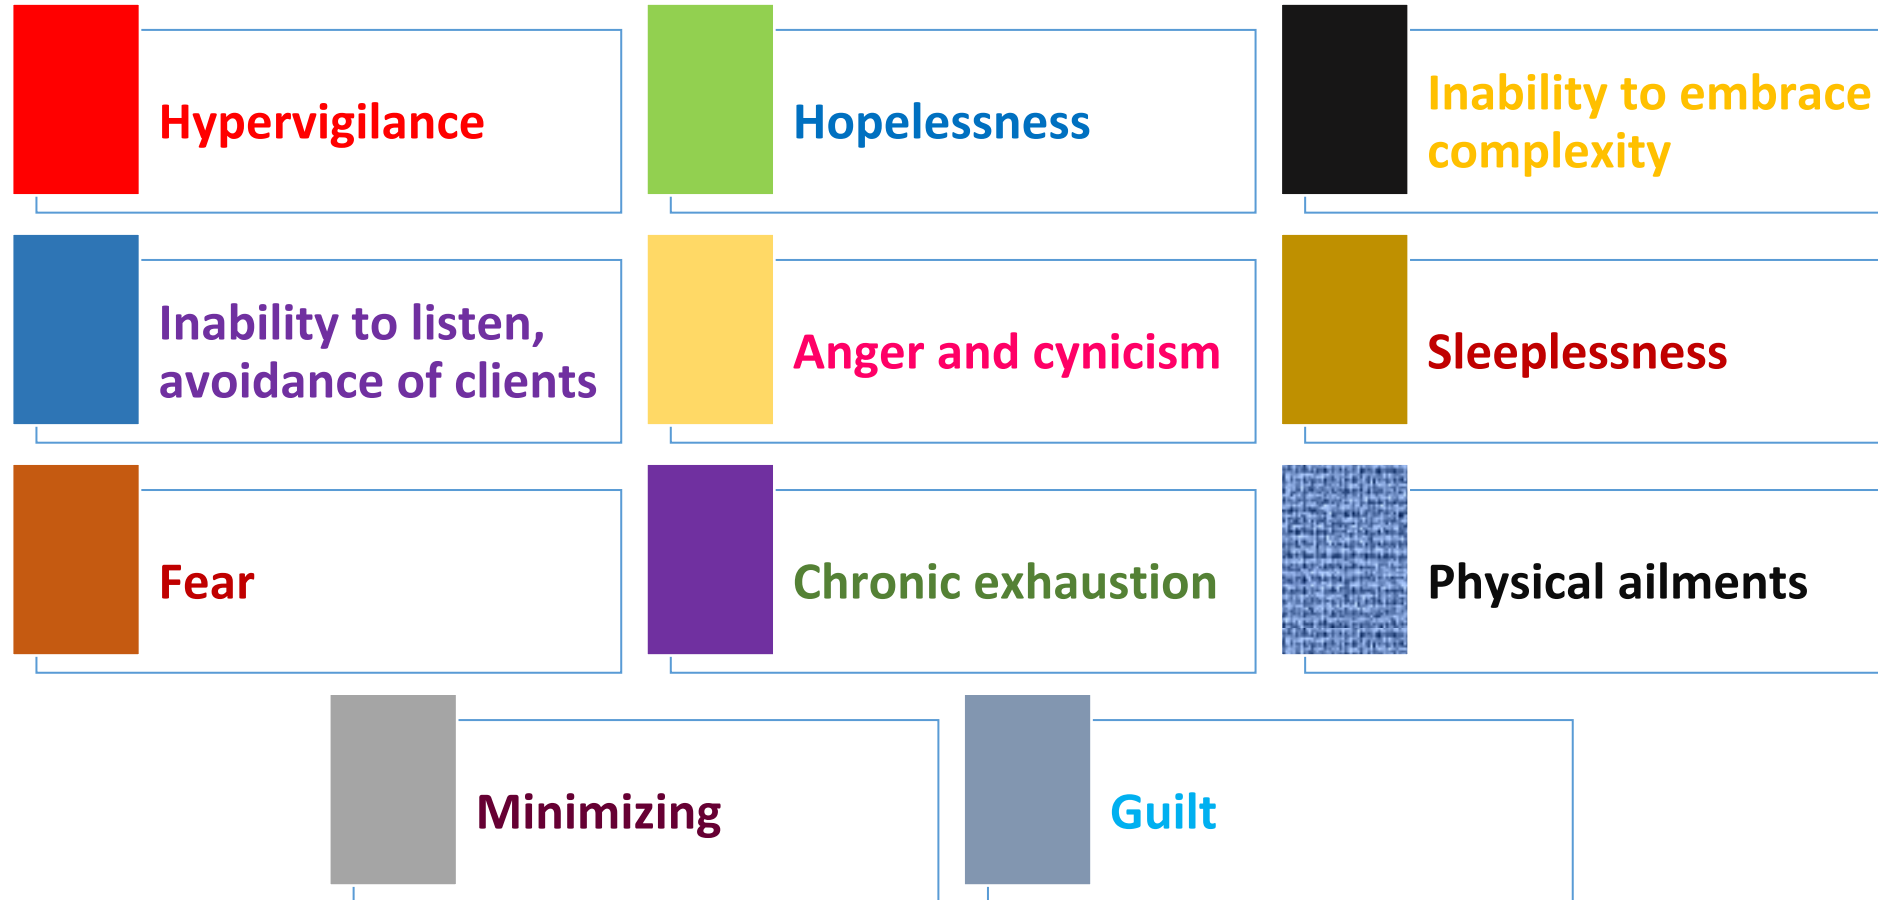 Hypervigilance
Hopelessness
Inability to embrace
complexity
Inability to listen,
avoidance of clients
Anger and cynicism
Sleeplessness
Fear
Chronic exhaustion
Physical ailments
Minimizing
Guilt